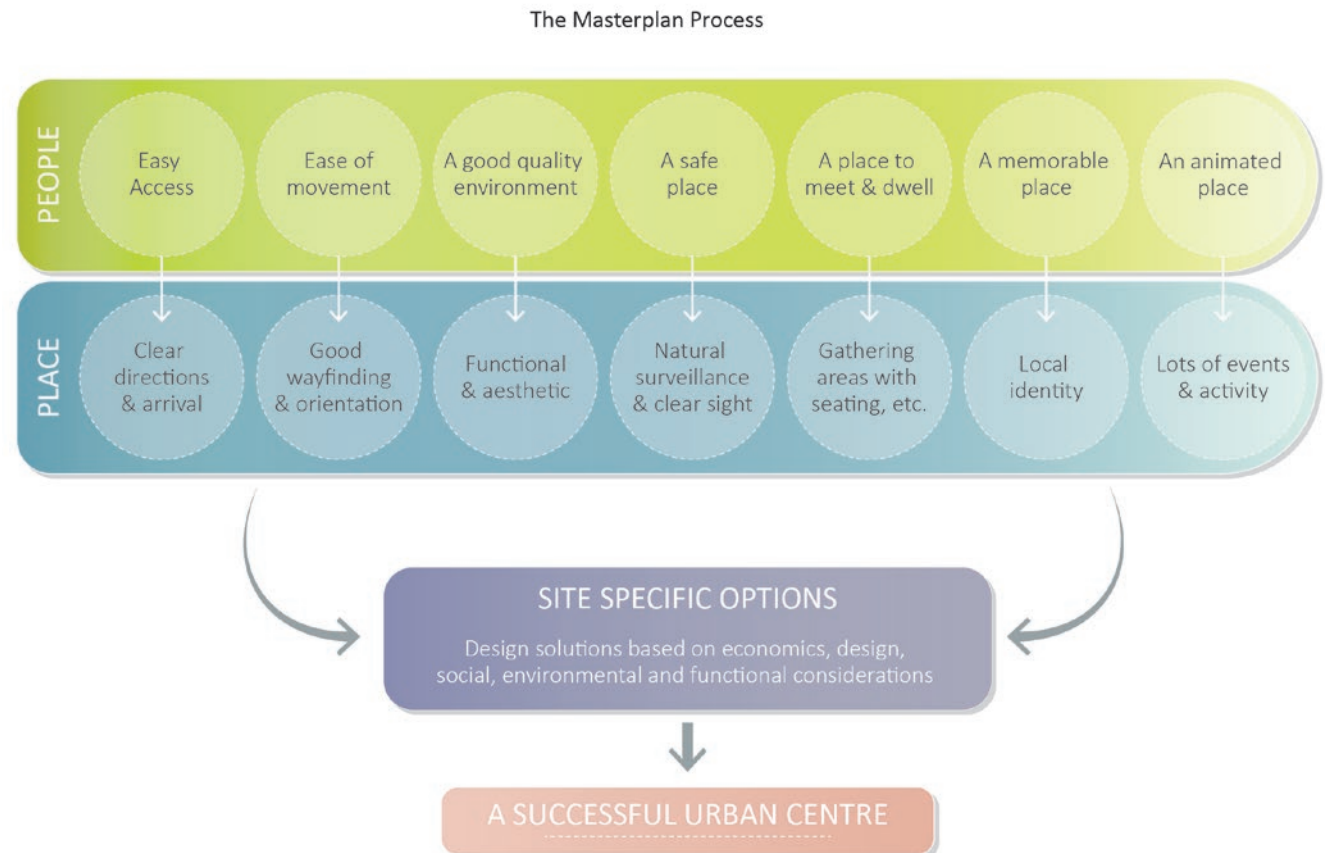 The Masterplan Process
PEOPLE
Easy
Access
Ease of
movement
A good quality
environment
A safe
place
A place to
meet & dwell
A memorable
place
An animated
place
PLACE
Clear
directions
& arrival
Good
wayfinding
& orientation
Functional
& aesthetic
Natural
surveillance
& clear sight
Gathering
areas with
seating, etc.
Local
identity
Lots of events
& activity
SITE SPECIFIC OPTIONS
Design solutions based on economics, design,
social, environmental and functional considerations
A SUCCESSFUL URBAN CENTRE